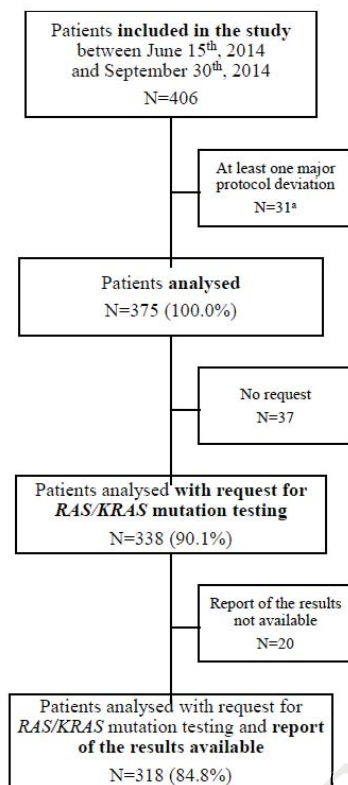 Patients included in the study
between June 15th, 2014
and September 30th, 2014
N=406
At least one major
protocol deviation
N=31a
Patients analysed
N=375 (100.0%)
No request
N=37
Patients analysed with request for
RAS/KRAS mutation testing
N=338 (90.1%)
Report of the results
not available
N=20
Patients analysed with request for
RAS/KRAS mutation testing and report
of the results available
N=318 (84.8%)